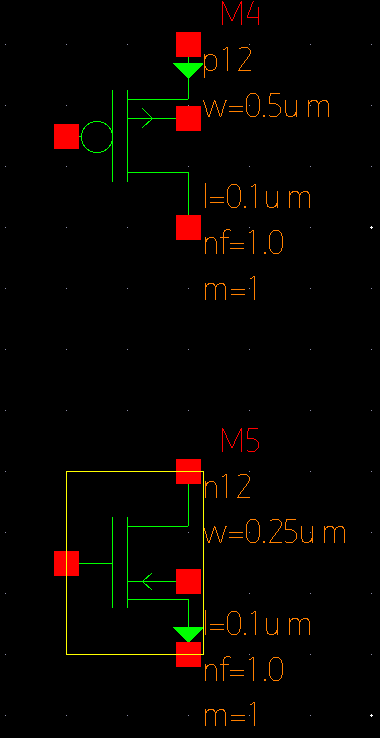 M4
p12
w=0.5u m
l=0.1u m
nf=1.0
m=1
M5
n12
w=0.25u m
l=0.1u m
nf=1.0
m=1